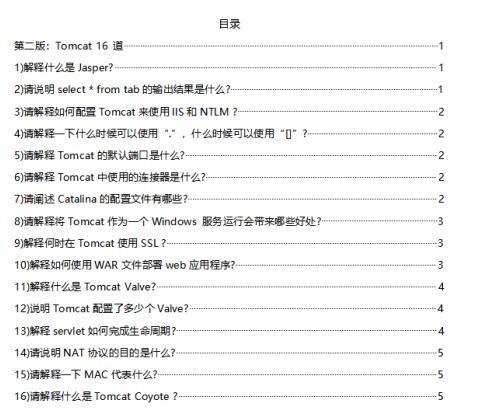 目录
第二版：Tomcat 16 道 1
1)解释什么是 Jasper? 1
2)请说明 select * from tab 的输出结果是什么? 1
3)请解释如何配置 Tomcat 来使用 IIS 和 NTLM ? 2
4)请解释一下什么时候可以使用“.”，什么时候可以使用“[]”? 2
5)请解释 Tomcat 的默认端口是什么? 2
6)请解释 Tomcat 中使用的连接器是什么? 2
7)请阐述 Catalina 的配置文件有哪些? 2
8)请解释将 Tomcat 作为一个 Windows 服务运行会带来哪些好处? 3
9)解释何时在 Tomcat 使用 SSL ? 3
10)解释如何使用 WAR 文件部署 web 应用程序? 3
11)解释什么是 Tomcat Valve? 4
12)说明 Tomcat 配置了多少个 Valve? 4
13)解释 servlet 如何完成生命周期? 4
14)请说明 NAT 协议的目的是什么? 5
15)请解释一下 MAC 代表什么? 5
16)请解释什么是 Tomcat Coyote ? 5